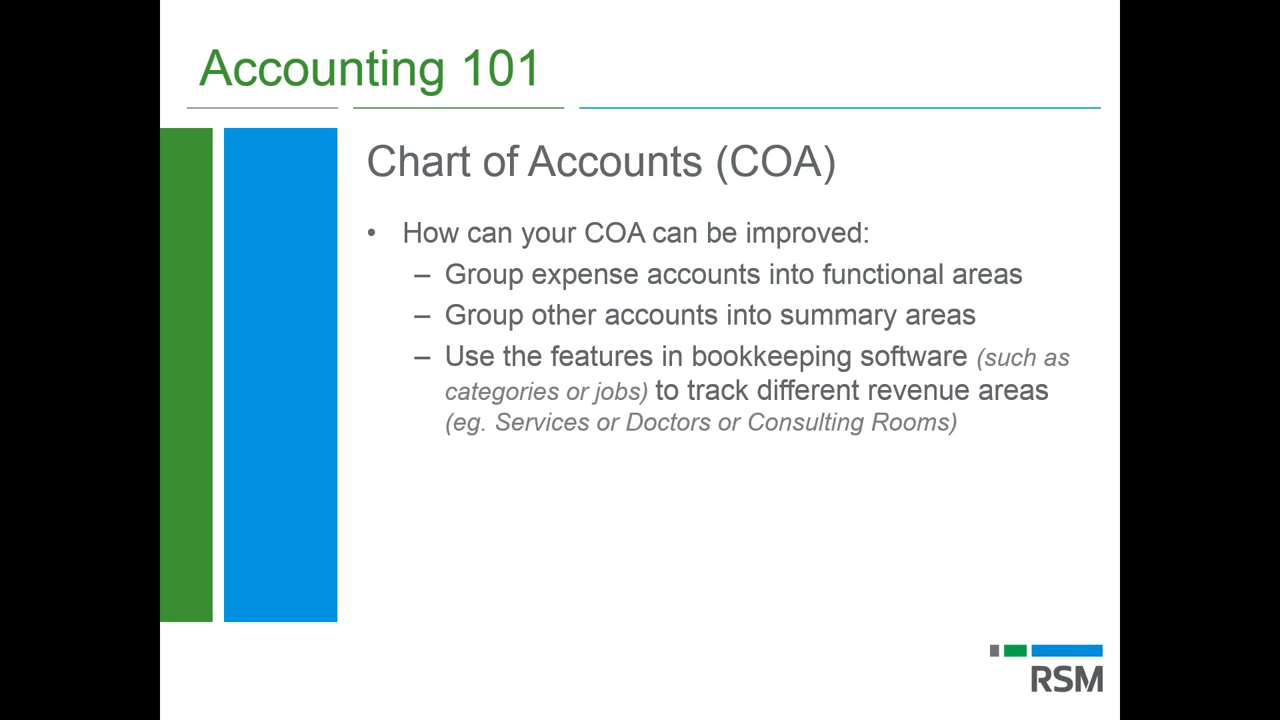 Accounting 101
Chart of Accounts (COA)
• How can your COA can be improved:
– Group expense accounts into functional areas
– Group other accounts into summary areas
– Use the features in bookkeeping software (such as
categories or jobs) to track different revenue areas
(eg. Services or Doctors or Consulting Rooms)
RSM